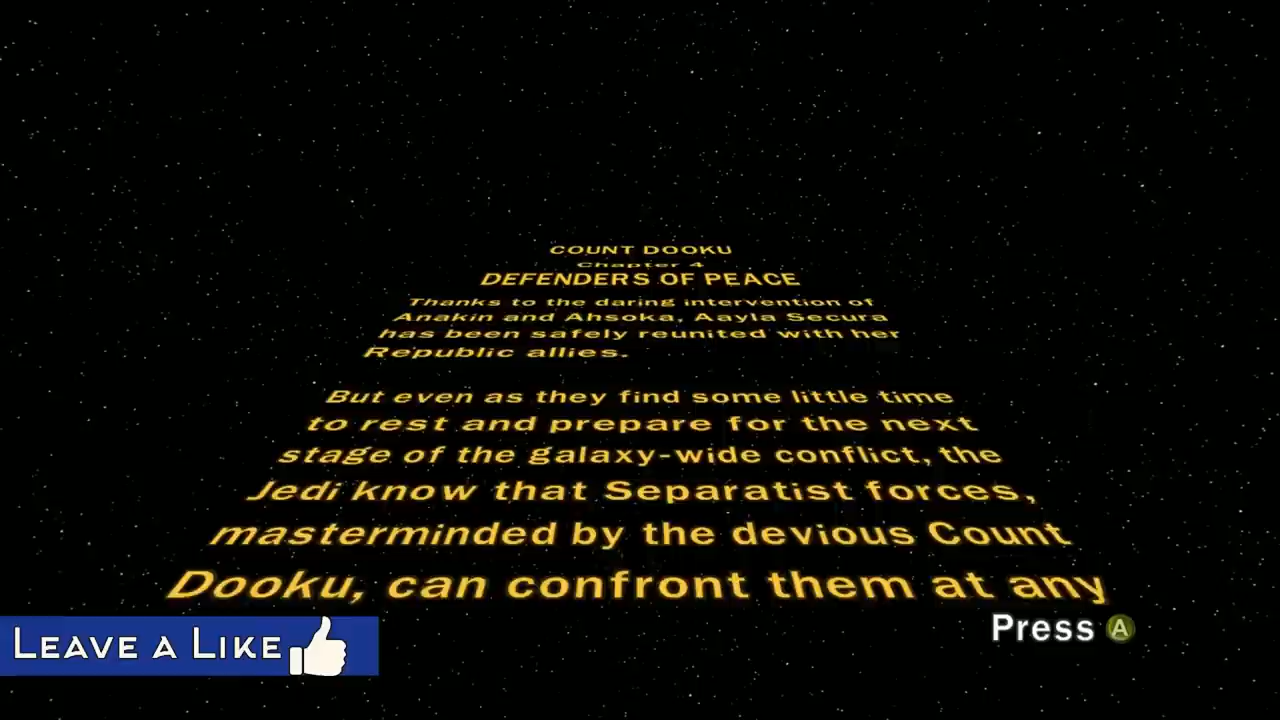 COUNT DOOKU
Chapter 4
DEFENDERS OF PEACE
Thanks to the daring intervention of
Anakin and Ahsoka, Aayla Secura
has been safely reunited with her
Republic allies.
But even as they find some little time
to rest and prepare for the next
stage of the galaxy-wide conflict, the
Jedi know that Separatist forces,
masterminded by the devious Count
Dooku, can confront them at any
Press A
LEAVE A LIKE